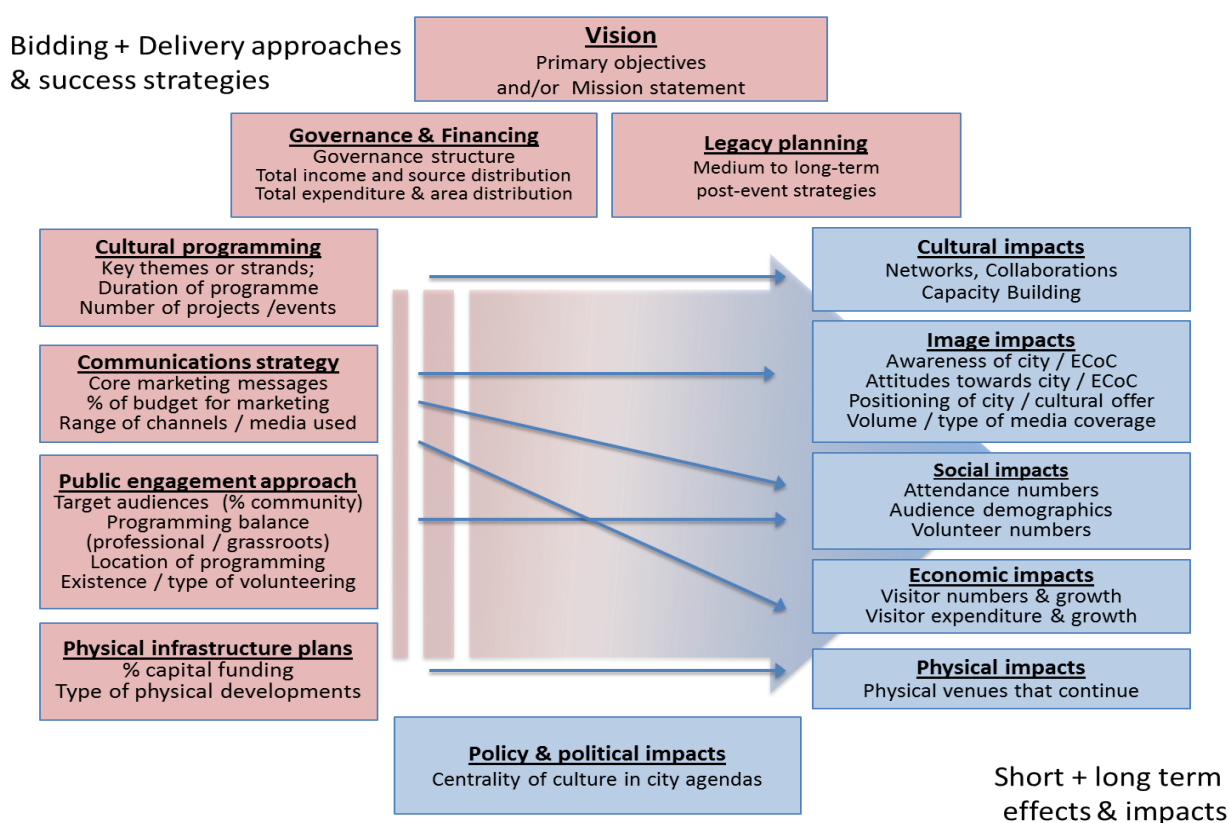 Bidding + Delivery approaches
& success strategies
Vision
Primary objectives
and/or Mission statement
Governance & Financing
Governance structure
Total income and source distribution
Total expenditure & area distribution
Legacy planning
Medium to long-term
post-event strategies
Cultural programming
Key themes or strands;
Duration of programme
Number of projects /events
Communications strategy
Core marketing messages
% of budget for marketing
Range of channels / media used
Public engagement approach
Target audiences (% community)
Programming balance
(professional / grassroots)
Location of programming
Existence / type of volunteering
Physical infrastructure plans
% capital funding
Type of physical developments
Cultural impacts
Networks, Collaborations
Capacity Building
Image impacts
Awareness of city / ECoC
Attitudes towards city / ECoC
Positioning of city / cultural offer
Volume / type of media coverage
Social impacts
Attendance numbers
Audience demographics
Volunteer numbers
Economic impacts
Visitor numbers & growth
Visitor expenditure & growth
Physical impacts
Physical venues that continue
Policy & political impacts
Centrality of culture in city agendas
Short + long term
effects & impacts